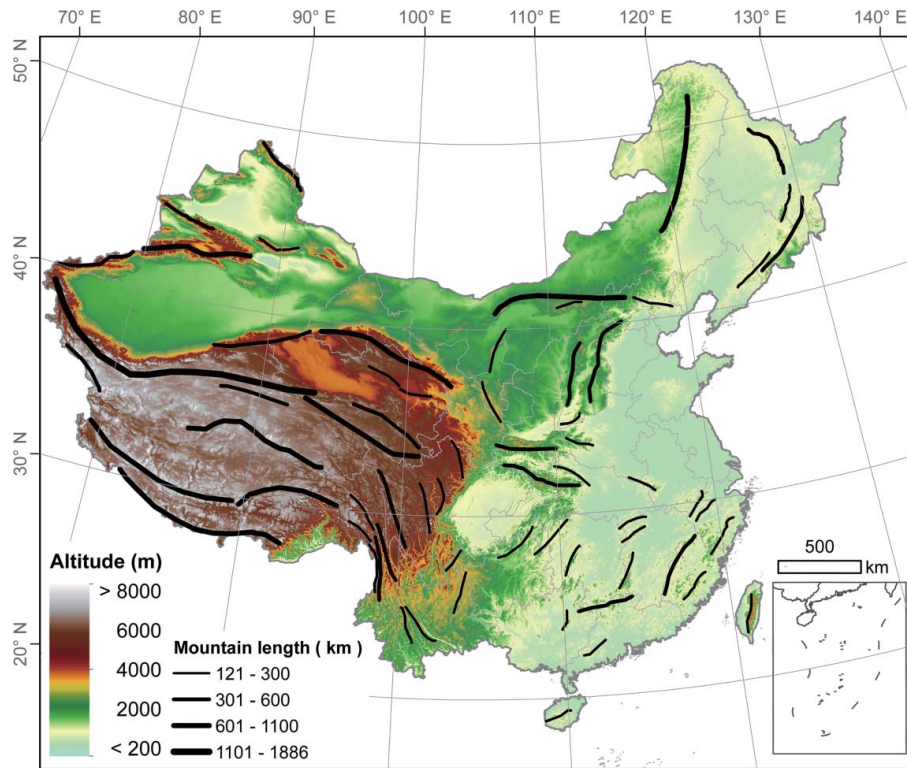 70° E 80° E 90° E 100° E 110° E 120° E 130° E 140° E
50° N
40° N
30° N
20° N
Altitude (m)
> 8000
6000
4000
2000
< 200
Mountain length ( km )
121 - 300
301 - 600
601 - 1100
1101 - 1886
500
km